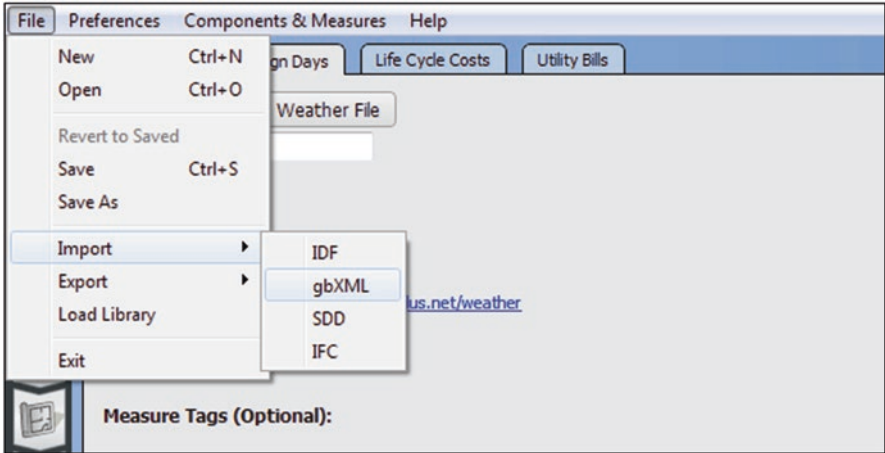 File Preferences Components & Measures Help
New Ctrl+N
Open Ctrl+O
Revert to Saved
Save Ctrl+S
Save As
Import
Export
Load Library
Exit
IDF
gbXML
SDD
IFC
gn Days Life Cycle Costs Utility Bills
Weather File
lus.net/weather
Measure Tags (Optional):